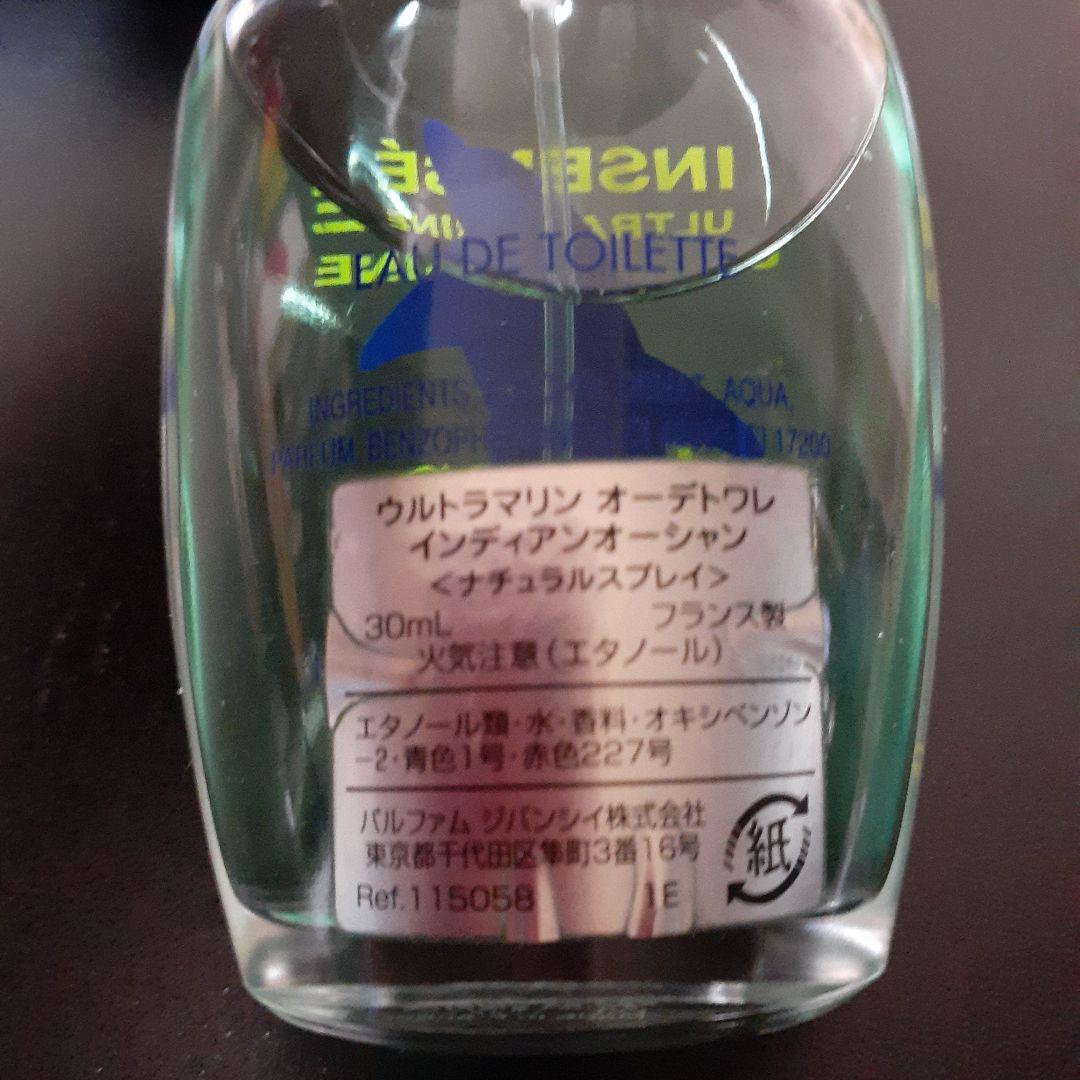 INSENSÉ
ULTRAMARINE
EAU DE TOILETTE
INGREDIENTS AQUA,
PARFUM 17200
ウルトラマリン オーデトワレ
インディアンオーシャン
<ナチュラルスプレイ>
30mL フランス製
火気注意(エタノール)
エタノール類・水・香料・オキシベンゾン
-2・青色1号・赤色227号
パルファム ジバンシイ株式会社
東京都千代田区隼町3番16号
Ref.115058 1E
紙